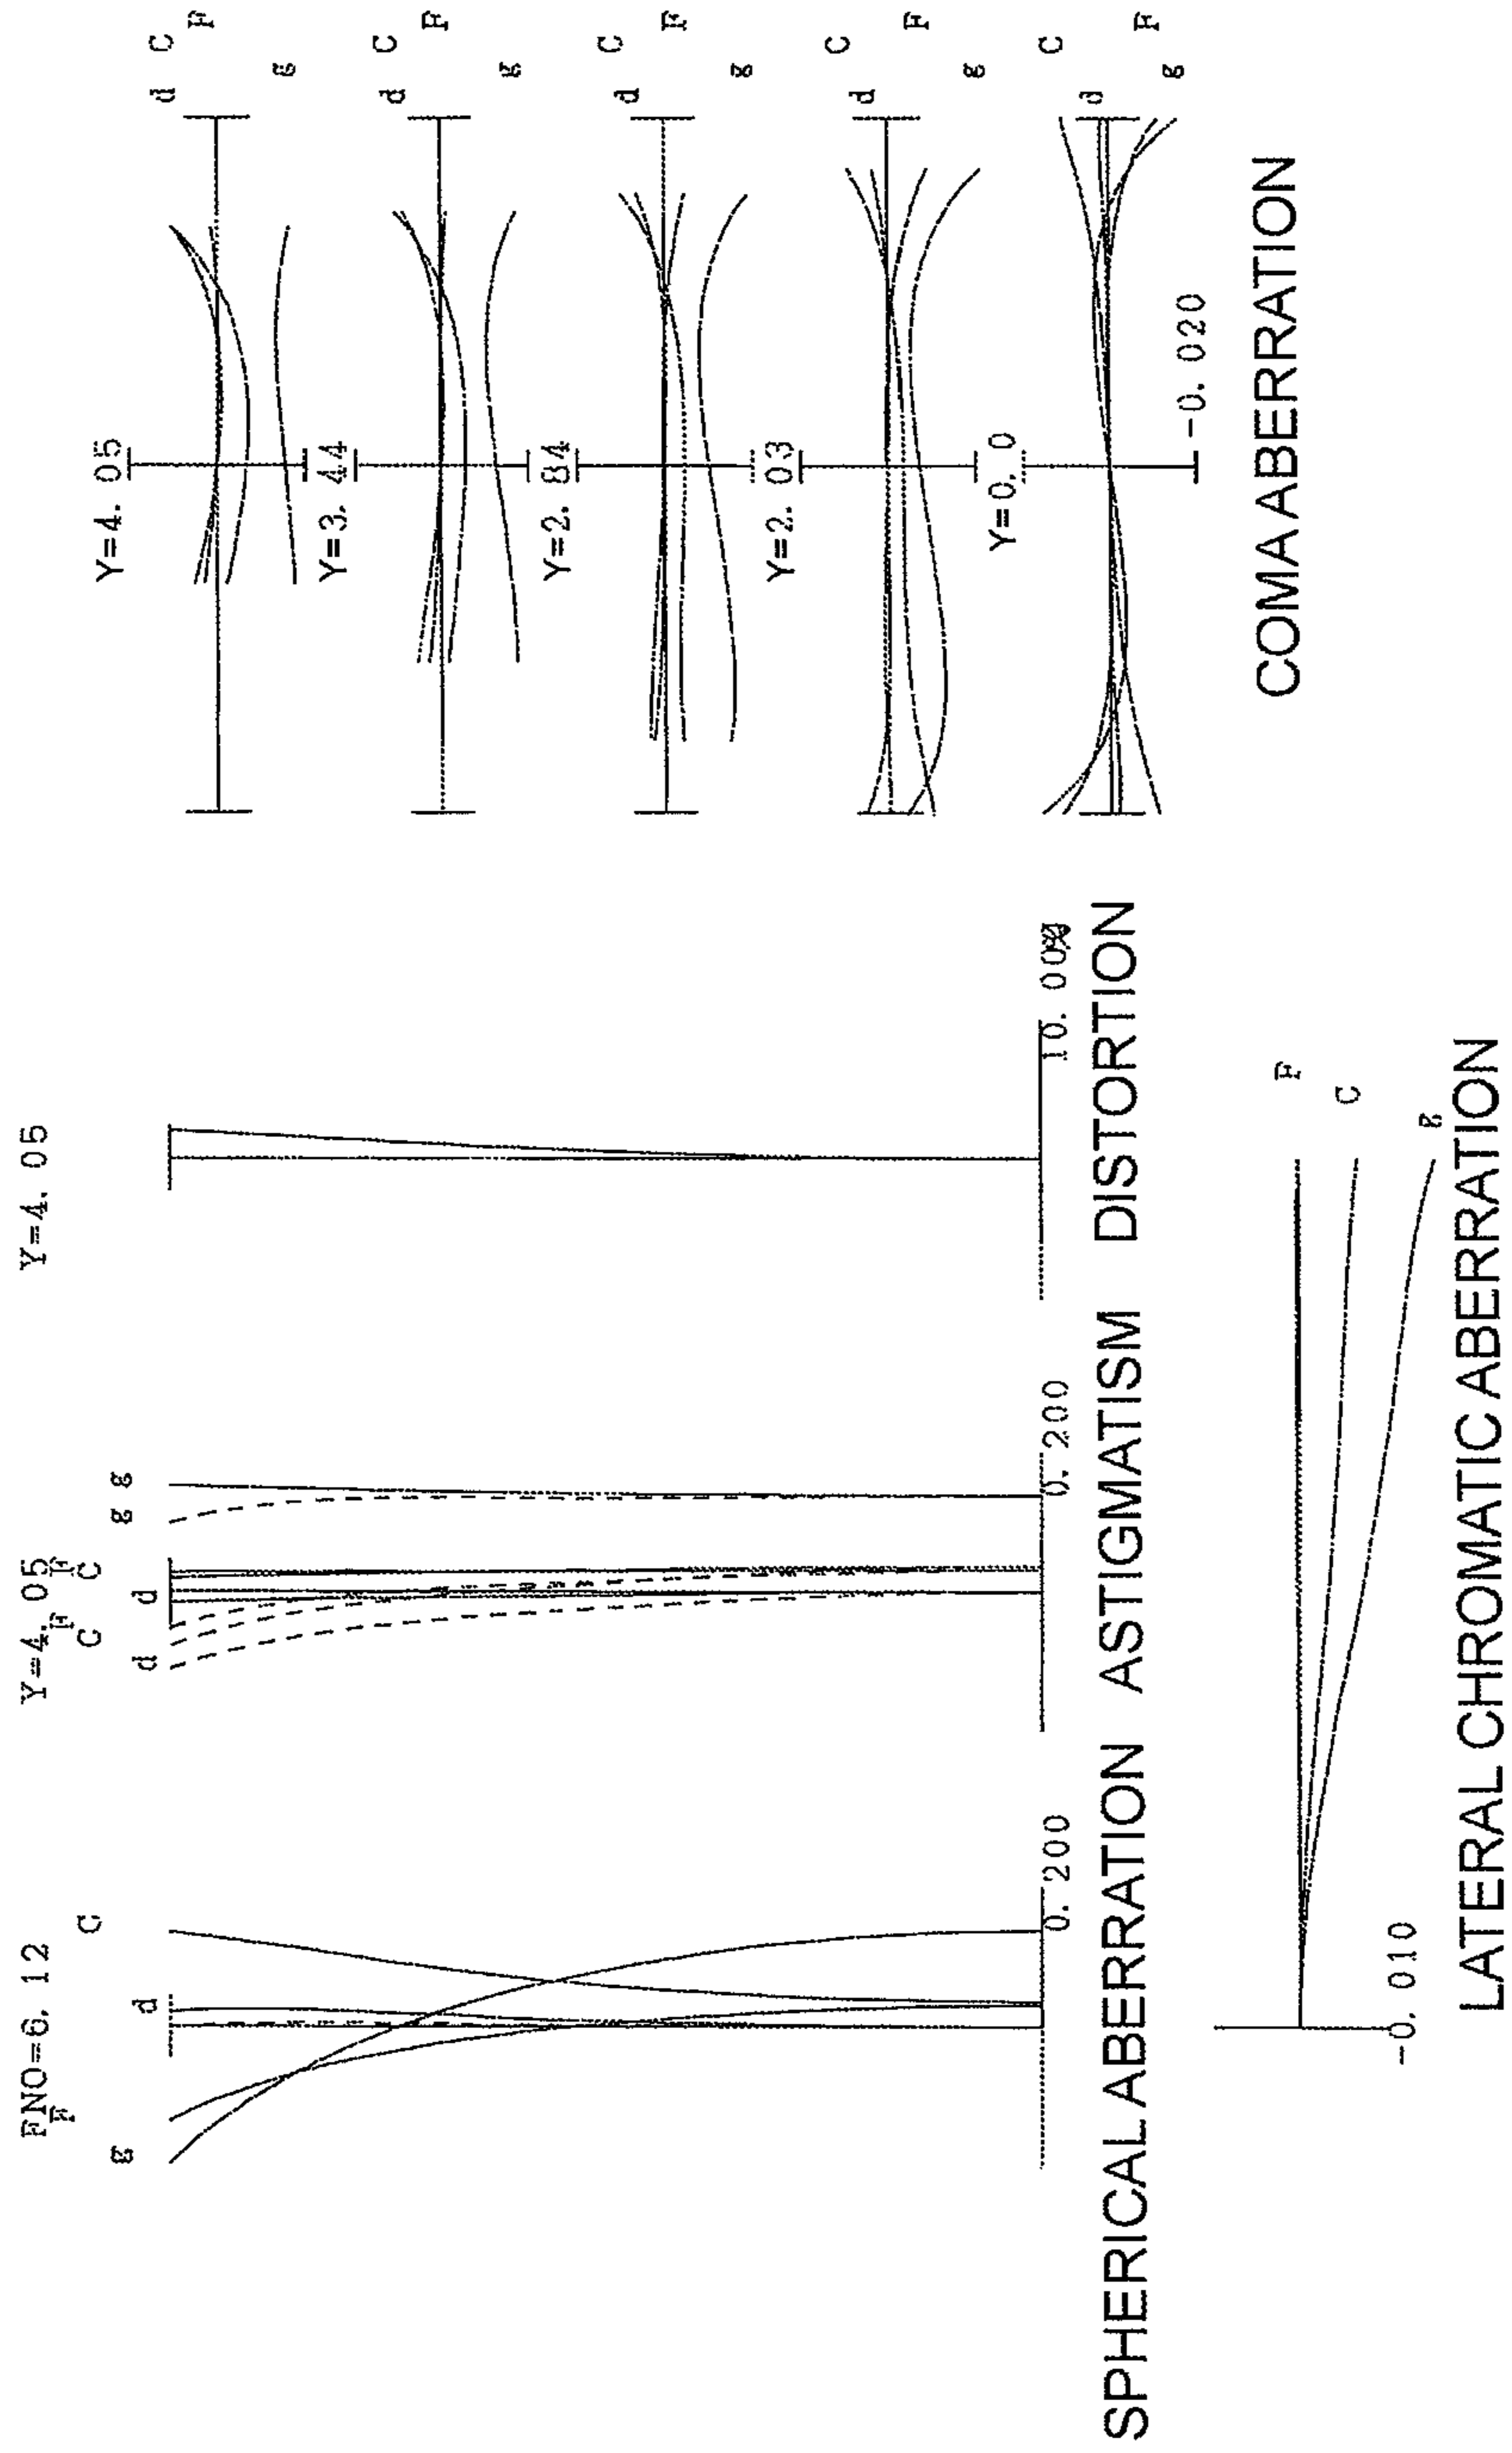 FNO=6.12
F
C
d
g
0.200
SPHERICAL ABERRATION
Y=4.05
F
C
d
F
C
d
g
g
0.200
ASTIGMATISM
Y=4.05
10.00%
DISTORTION
F
C
g
-0.010
LATERAL CHROMATIC ABERRATION
Y=4.05
d
C
F
g
Y=3.44
d
C
F
g
Y=2.84
d
C
F
g
Y=2.03
d
C
F
g
Y=0.0
d
C
F
g
-0.020
COMA ABERRATION